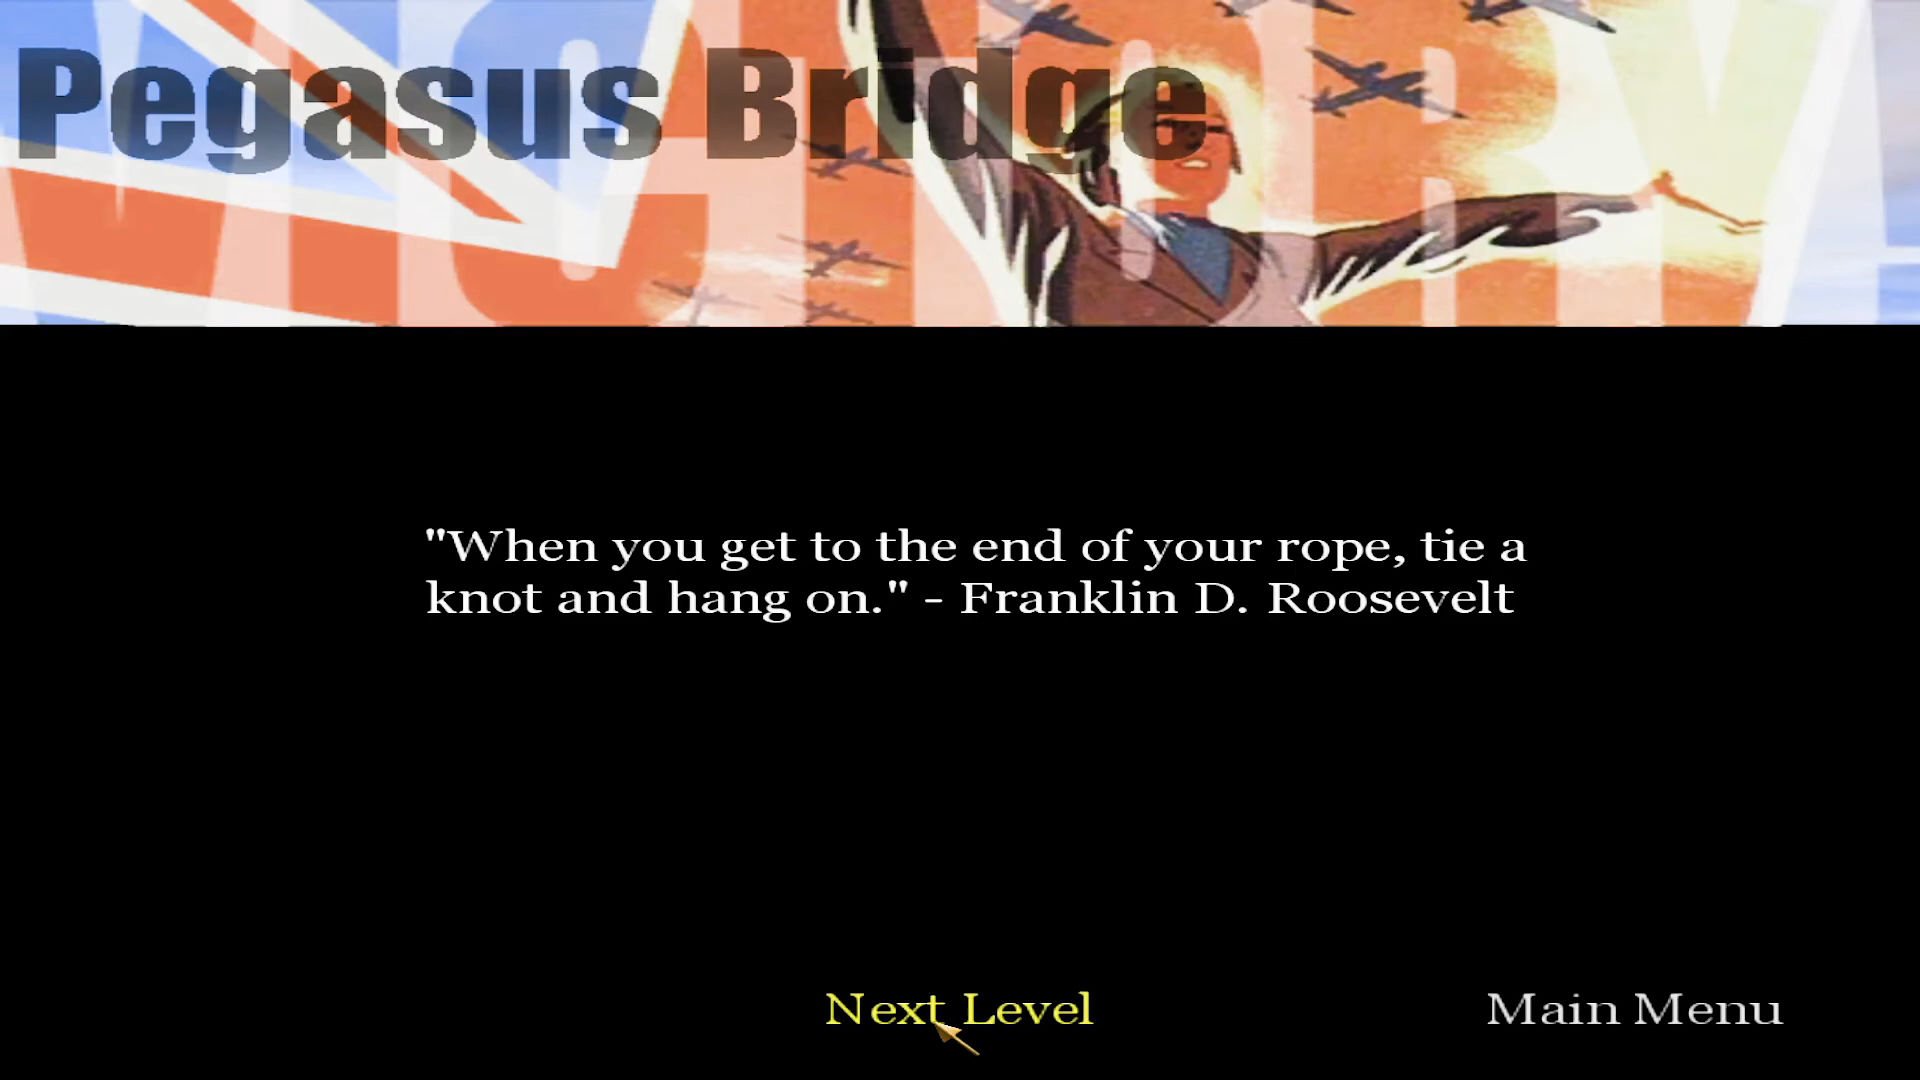 VICTORY
Pegasus Bridge
"When you get to the end of your rope, tie a
knot and hang on." - Franklin D. Roosevelt
Next Level
Main Menu